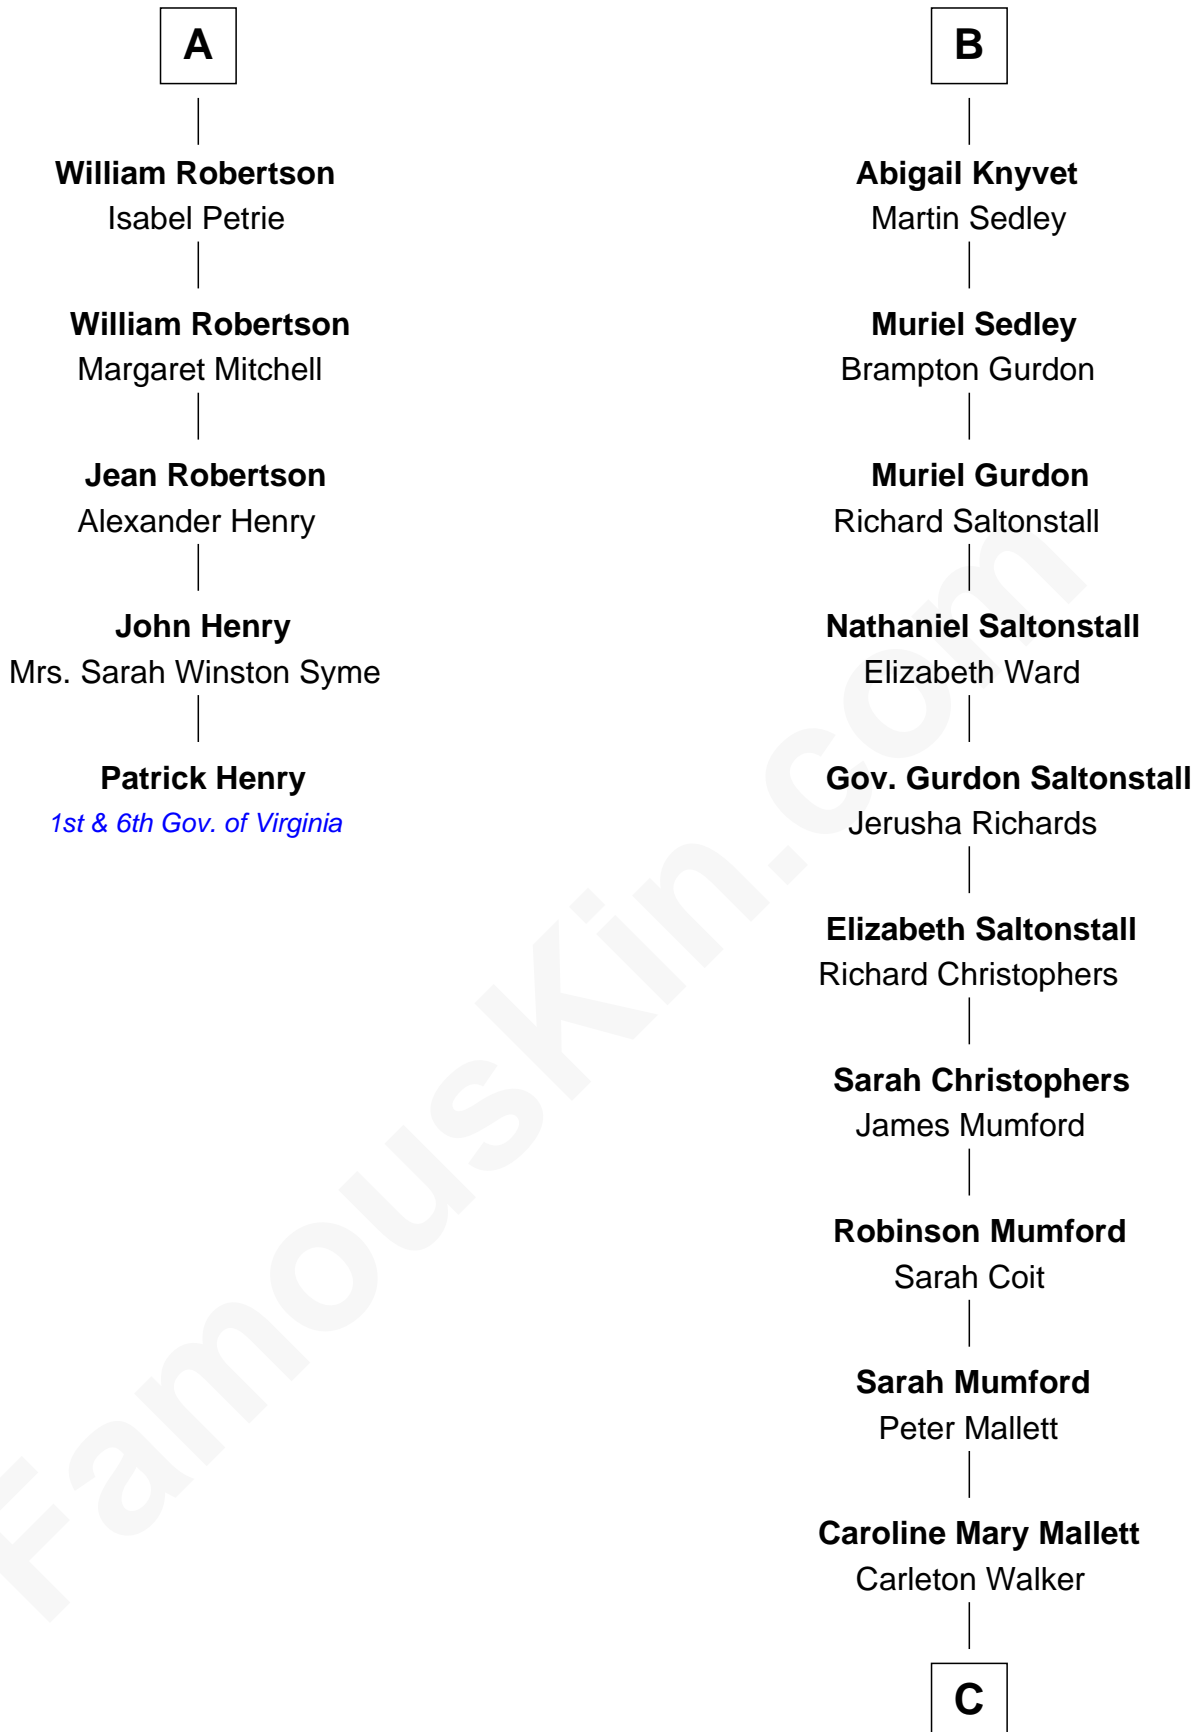 A
William Robertson
Isabel Petrie
William Robertson
Margaret Mitchell
Jean Robertson
Alexander Henry
John Henry
Mrs. Sarah Winston Syme
Patrick Henry
1st & 6th Gov. of Virginia
B
Abigail Knyvet
Martin Sedley
Muriel Sedley
Brampton Gurdon
Muriel Gurdon
Richard Saltonstall
Nathaniel Saltonstall
Elizabeth Ward
Gov. Gurdon Saltonstall
Jerusha Richards
Elizabeth Saltonstall
Richard Christophers
Sarah Christophers
James Mumford
Robinson Mumford
Sarah Coit
Sarah Mumford
Peter Mallett
Caroline Mary Mallett
Carleton Walker
C
FamousKin.com